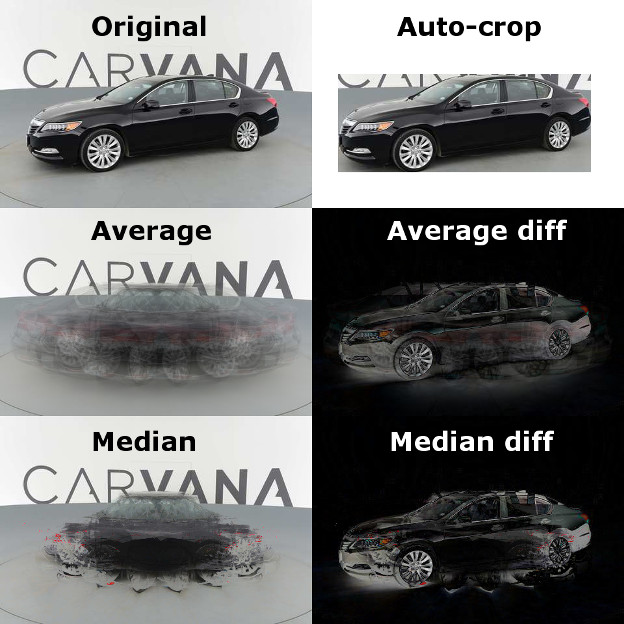 Original
Auto-crop
CARVANA
Average
Average diff
CARVANA
Median
Median diff
CARVANA